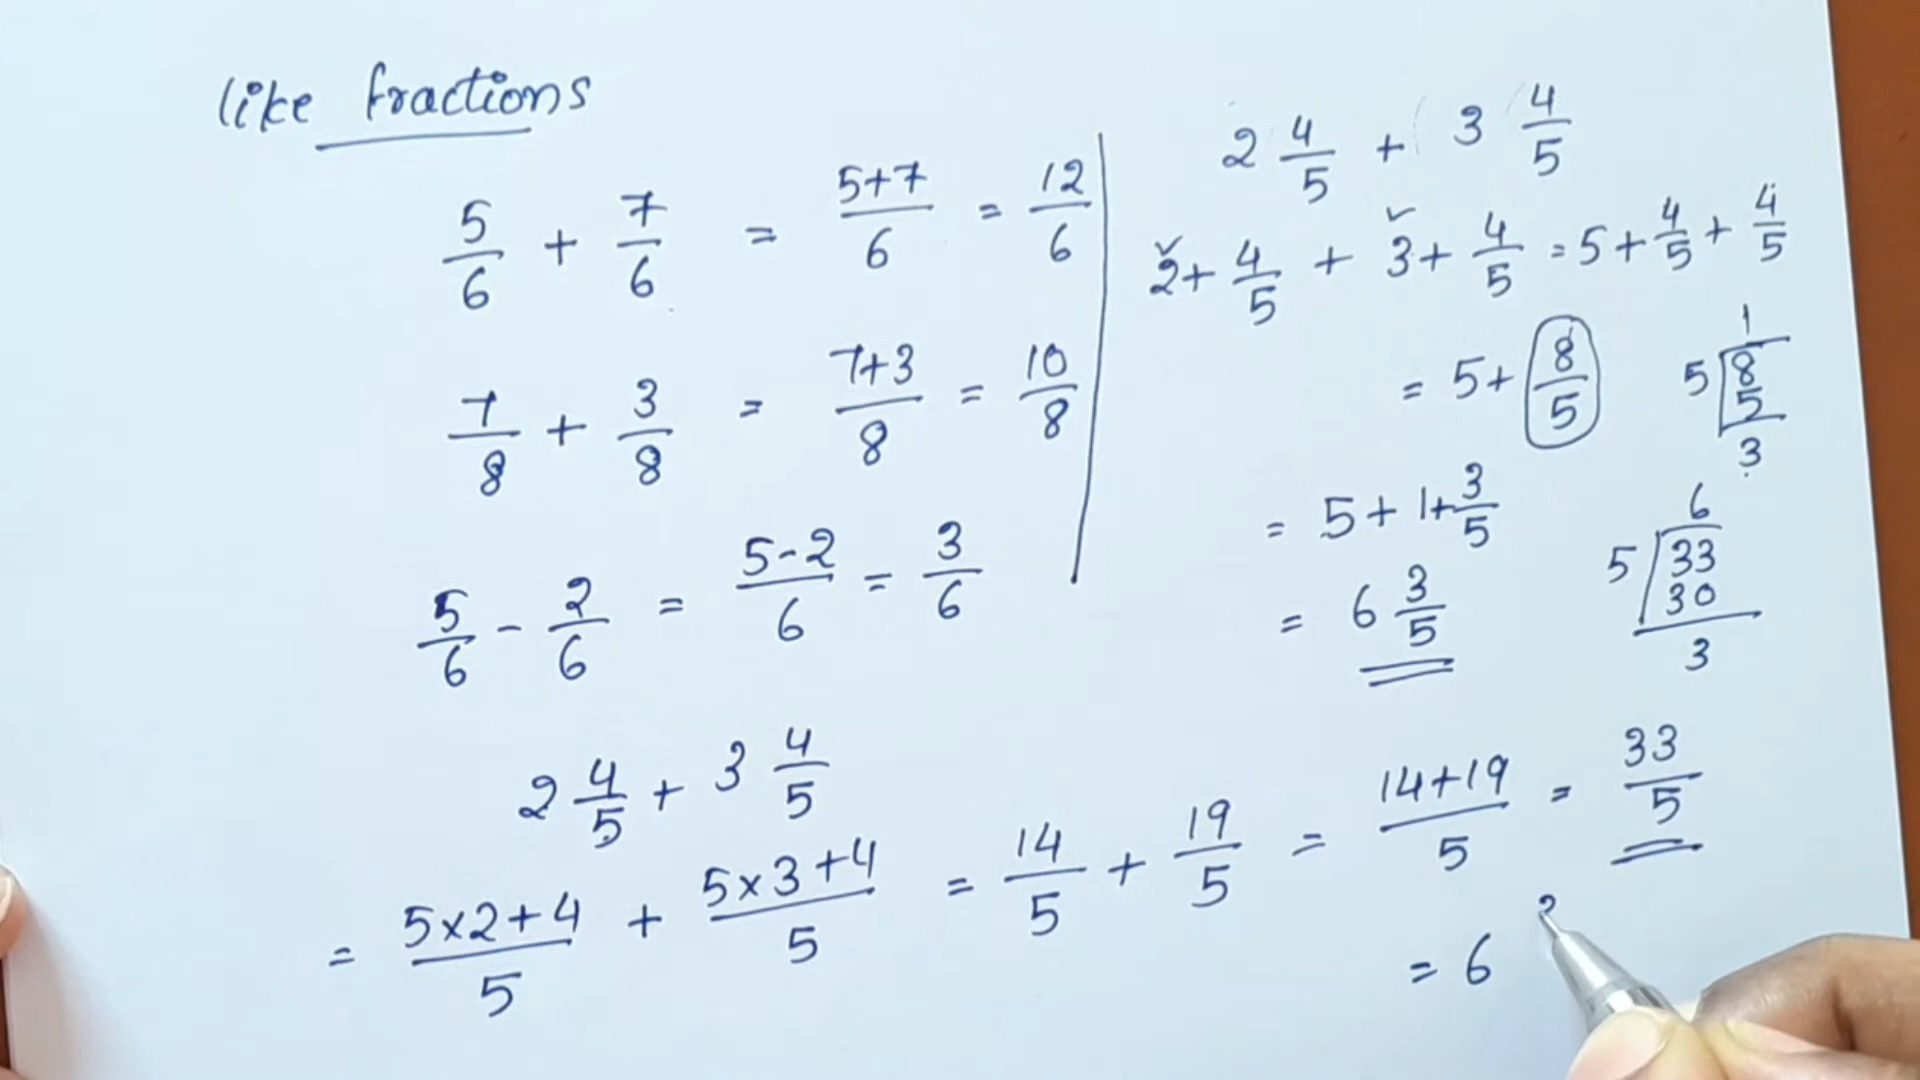 like fractions
5/6 + 7/6 = 5+7/6 = 12/6
7/8 + 3/8 = 7+3/8 = 10/8
5/6 - 2/6 = 5-2/6 = 3/6
2 4/5 + 3 4/5
2 + 4/5 + 3 + 4/5 = 5 + 4/5 + 4/5
= 5 + 8/5
1
5 8
5
3
= 5 + 1 + 3/5
= 6 3/5
6
5 33
30
3
2 4/5 + 3 4/5
= 5×2+4/5 + 5×3+4/5 = 14/5 + 19/5 = 14+19/5 = 33/5
= 6